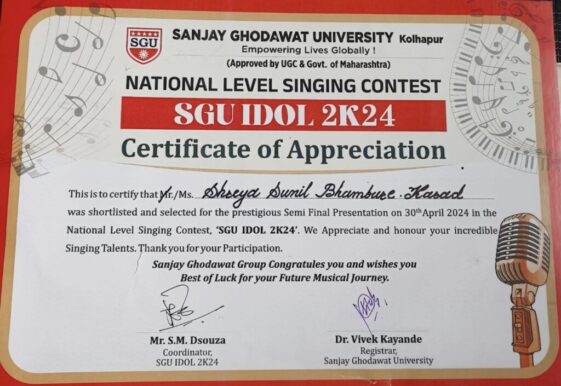 SGU
SANJAY GHODAWAT UNIVERSITY Kolhapur
Empowering Lives Globally !
(Approved by UGC & Govt. of Maharashtra)
NATIONAL LEVEL SINGING CONTEST
SGU IDOL 2K24
Certificate of Appreciation
This is to certify that Mr./Ms. Shreya Sunil Bhambure. Karad
was shortlisted and selected for the prestigious Semi Final Presentation on 30th April 2024 in the
National Level Singing Contest, 'SGU IDOL 2K24'. We Appreciate and honour your incredible
Singing Talents. Thank you for your Participation.
Sanjay Ghodawat Group Congratules you and wishes you
Best of Luck for your Future Musical Journey.
Mr. S.M. Dsouza
Coordinator,
SGU IDOL 2K24
Dr. Vivek Kayande
Registrar,
Sanjay Ghodawat University